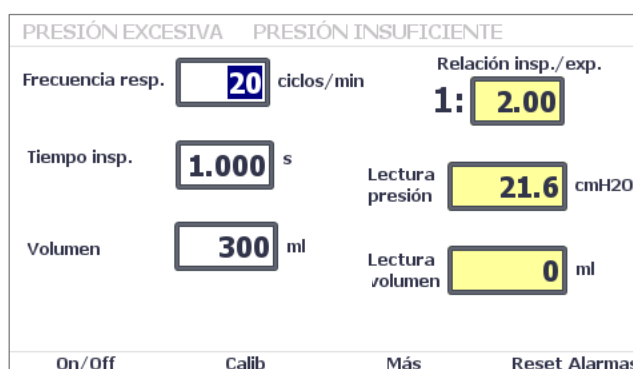 PRESIÓN EXCESIVA PRESIÓN INSUFICIENTE
Frecuencia resp. 20 ciclos/min
Relación insp./exp.
1: 2.00
Tiempo insp. 1.000 s
Lectura presión 21.6 cmH2O
Volumen 300 ml
Lectura volumen 0 ml
On/Off Calib Más Reset Alarmas